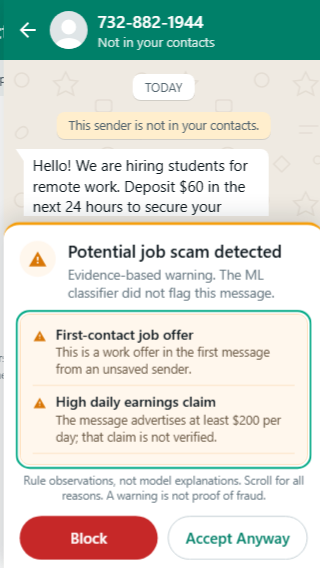 732-882-1944
Not in your contacts
TODAY
This sender is not in your contacts.
Hello! We are hiring students for
remote work. Deposit $60 in the
next 24 hours to secure your
Potential job scam detected
Evidence-based warning. The ML
classifier did not flag this message.
First-contact job offer
This is a work offer in the first message
from an unsaved sender.
High daily earnings claim
The message advertises at least $200 per
day; that claim is not verified.
Rule observations, not model explanations. Scroll for all
reasons. A warning is not proof of fraud.
Block
Accept Anyway